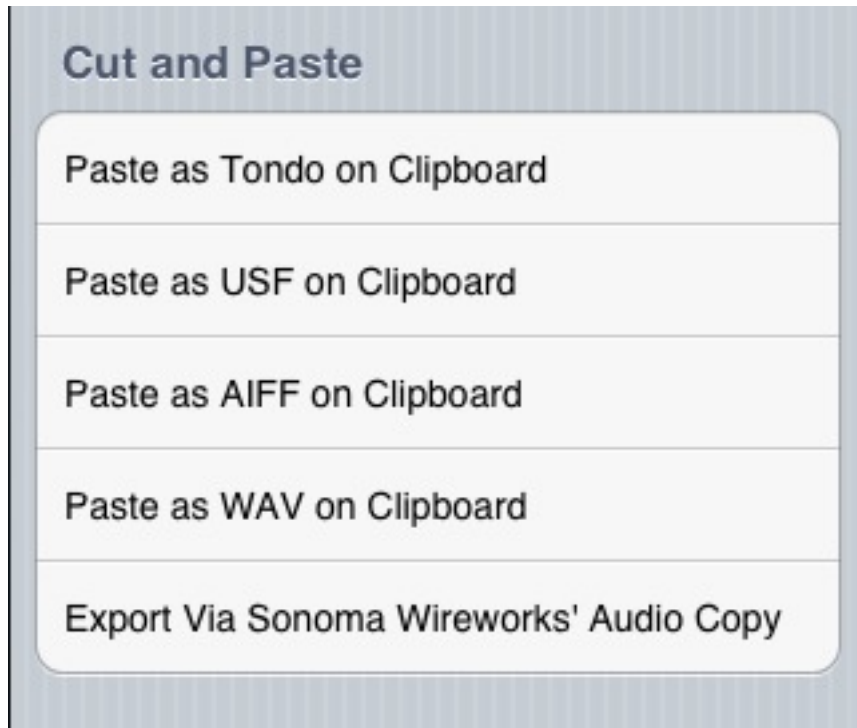 Cut and Paste
Paste as Tondo on Clipboard
Paste as USF on Clipboard
Paste as AIFF on Clipboard
Paste as WAV on Clipboard
Export Via Sonoma Wireworks' Audio Copy